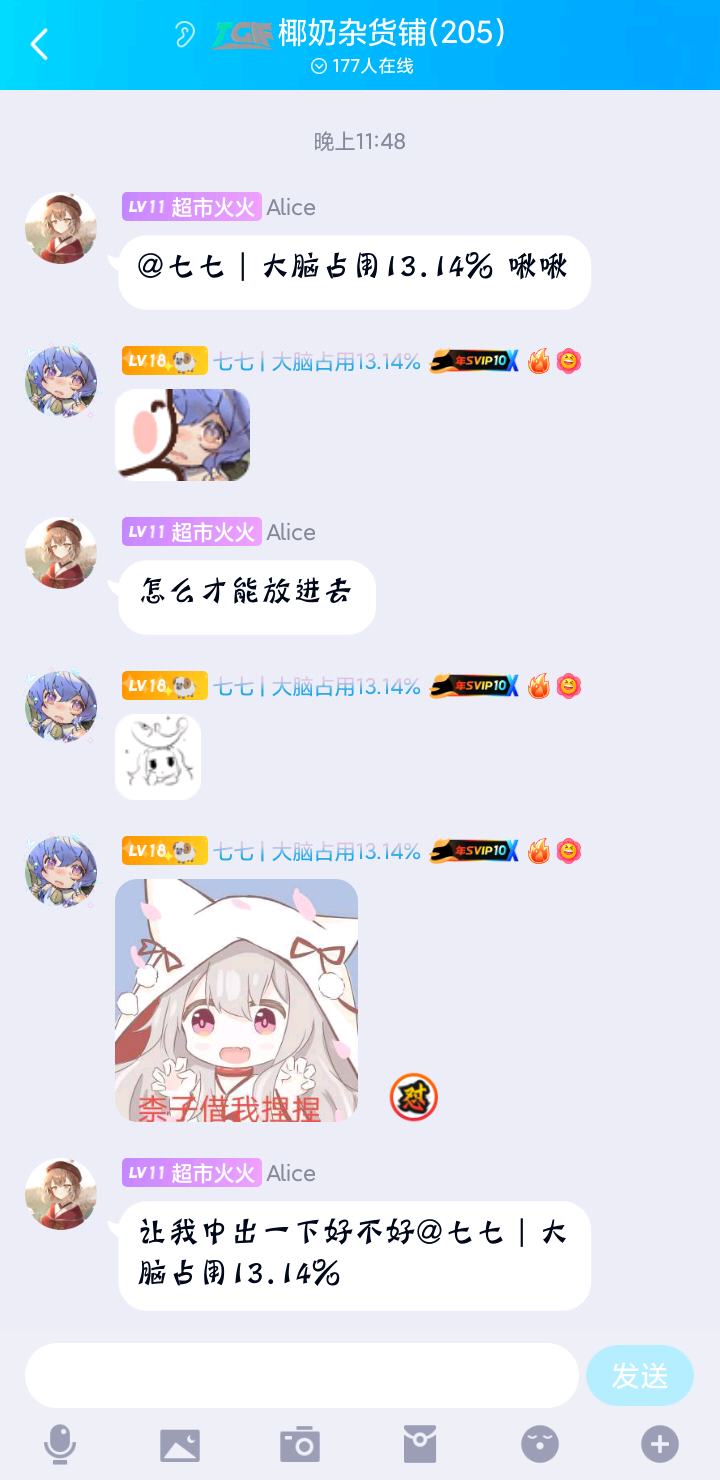 椰奶杂货铺(205)
177人在线
晚上11:48
LV11 超市火火 Alice
@七七 | 大脑占用13.14% 啾啾
LV18 七七 | 大脑占用13.14% 年SVIP10
LV11 超市火火 Alice
怎么才能放进去
LV18 七七 | 大脑占用13.14% 年SVIP10
LV18 七七 | 大脑占用13.14% 年SVIP10
柰子借我捏捏
怼
LV11 超市火火 Alice
让我中出一下好不好@七七 | 大
脑占用13.14%
发送